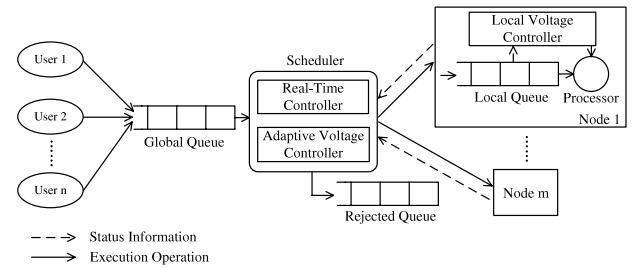 User 1
User 2
User n
Global Queue
Scheduler
Real-Time
Controller
Adaptive Voltage
Controller
Rejected Queue
Local Voltage
Controller
Local Queue
Processor
Node 1
Node m
Status Information
Execution Operation